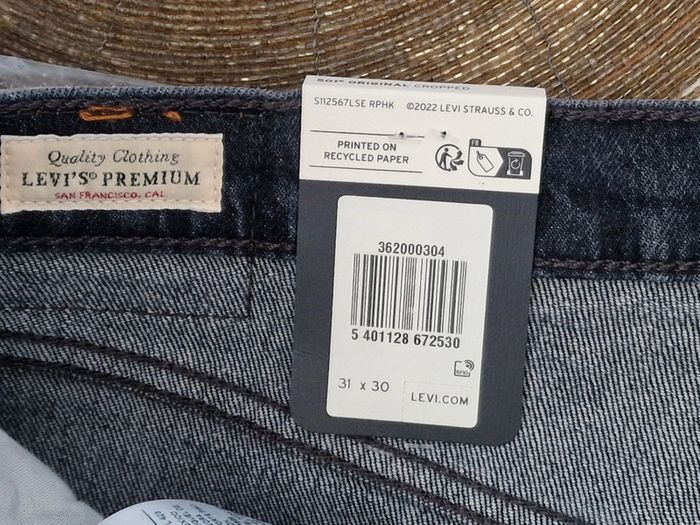 501® ORIGINAL CROPPED
S112567LSE RPHK ©2022 LEVI STRAUSS & CO.
PRINTED ON
RECYCLED PAPER
FR
Quality Clothing
LEVI'S® PREMIUM
SAN FRANCISCO. CAL
362000304
5 401128 672530
31 x 30
LEVI.COM